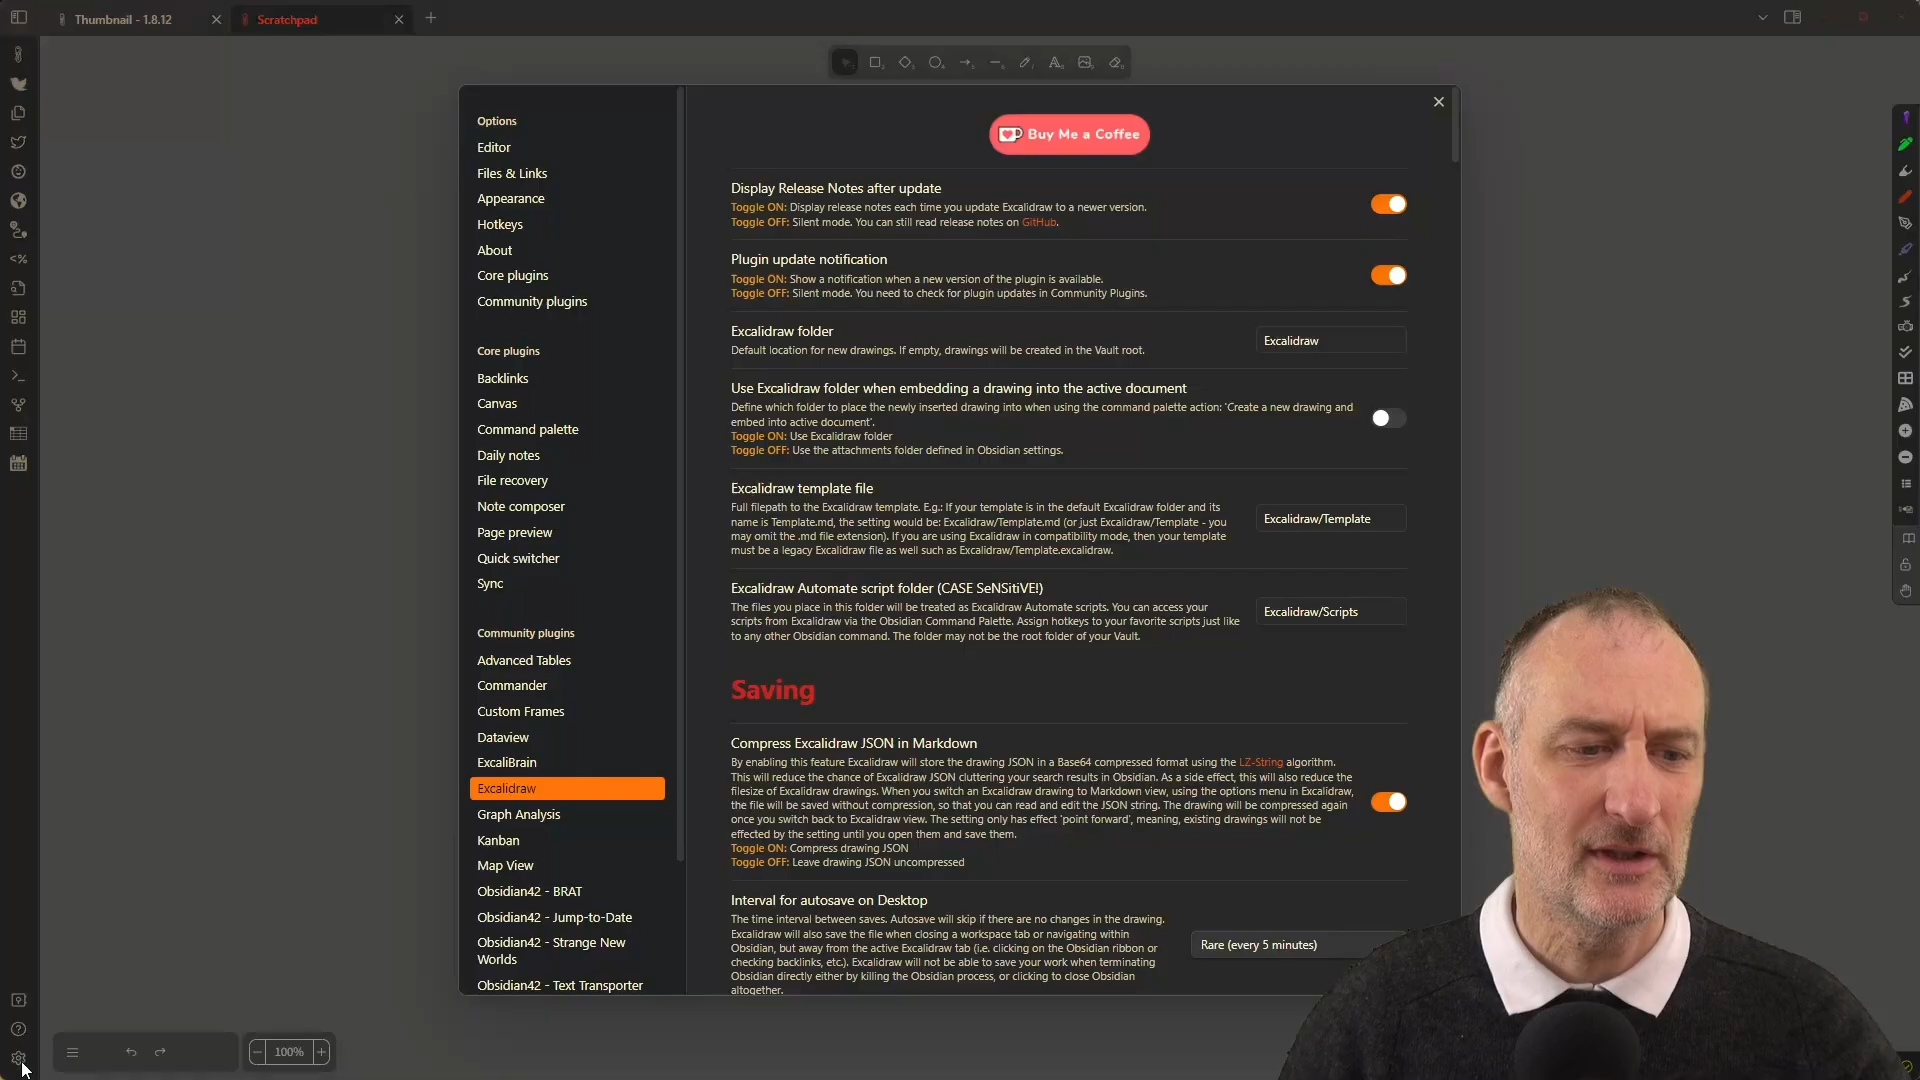 Thumbnail - 1.8.12
Scratchpad
Options
Editor
Files & Links
Appearance
Hotkeys
About
Core plugins
Community plugins
Core plugins
Backlinks
Canvas
Command palette
Daily notes
File recovery
Note composer
Page preview
Quick switcher
Sync
Community plugins
Advanced Tables
Commander
Custom Frames
Dataview
ExcaliBrain
Excalidraw
Graph Analysis
Kanban
Map View
Obsidian42 - BRAT
Obsidian42 - Jump-to-Date
Obsidian42 - Strange New
Worlds
Obsidian42 - Text Transporter
Buy Me a Coffee
Display Release Notes after update
Toggle ON: Display release notes each time you update Excalidraw to a newer version.
Toggle OFF: Silent mode. You can still read release notes on GitHub.
Plugin update notification
Toggle ON: Show a notification when a new version of the plugin is available.
Toggle OFF: Silent mode. You need to check for plugin updates in Community Plugins.
Excalidraw folder
Default location for new drawings. If empty, drawings will be created in the Vault root.
Excalidraw
Use Excalidraw folder when embedding a drawing into the active document
Define which folder to place the newly inserted drawing into when using the command palette action: 'Create a new drawing and
embed into active document'.
Toggle ON: Use Excalidraw folder
Toggle OFF: Use the attachments folder defined in Obsidian settings.
Excalidraw template file
Full filepath to the Excalidraw template. E.g.: If your template is in the default Excalidraw folder and its
name is Template.md, the setting would be: Excalidraw/Template.md (or just Excalidraw/Template - you
may omit the .md file extension). If you are using Excalidraw in compatibility mode, then your template
must be a legacy Excalidraw file as well such as Excalidraw/Template.excalidraw.
Excalidraw/Template
Excalidraw Automate script folder (CASE SeNSitiVE!)
The files you place in this folder will be treated as Excalidraw Automate scripts. You can access your
scripts from Excalidraw via the Obsidian Command Palette. Assign hotkeys to your favorite scripts just like
to any other Obsidian command. The folder may not be the root folder of your Vault.
Excalidraw/Scripts
Saving
Compress Excalidraw JSON in Markdown
By enabling this feature Excalidraw will store the drawing JSON in a Base64 compressed format using the LZ-String algorithm.
This will reduce the chance of Excalidraw JSON cluttering your search results in Obsidian. As a side effect, this will also reduce the
filesize of Excalidraw drawings. When you switch an Excalidraw drawing to Markdown view, using the options menu in Excalidraw,
the file will be saved without compression, so that you can read and edit the JSON string. The drawing will be compressed again
once you switch back to Excalidraw view. The setting only has effect 'point forward', meaning, existing drawings will not be
effected by the setting until you open them and save them.
Toggle ON: Compress drawing JSON
Toggle OFF: Leave drawing JSON uncompressed
Interval for autosave on Desktop
The time interval between saves. Autosave will skip if there are no changes in the drawing.
Excalidraw will also save the file when closing a workspace tab or navigating within
Obsidian, but away from the active Excalidraw tab (i.e. clicking on the Obsidian ribbon or
checking backlinks, etc.). Excalidraw will not be able to save your work when terminating
Obsidian directly either by killing the Obsidian process, or clicking to close Obsidian
altogether.
Rare (every 5 minutes)
100%